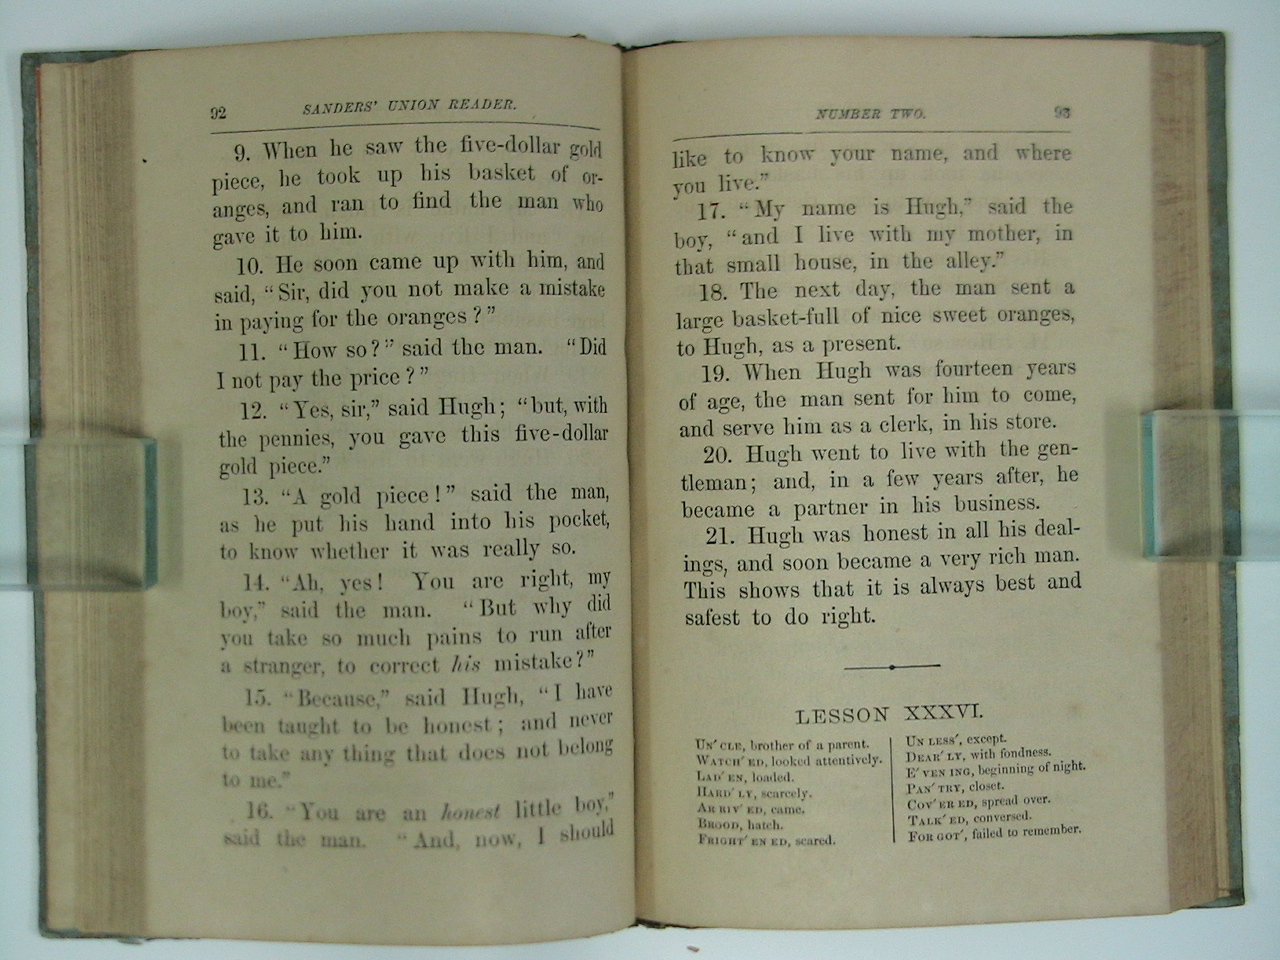 92
SANDERS' UNION READER.
9. When he saw the five-dollar gold
piece, he took up his basket of or-
anges, and ran to find the man who
gave it to him.
10. He soon came up with him, and
said, “Sir, did you not make a mistake
in paying for the oranges?”
11. “How so?” said the man. “Did
I not pay the price?”
12. “Yes, sir,” said Hugh; “but, with
the pennies, you gave this five-dollar
gold piece.”
13. “A gold piece!” said the man,
as he put his hand into his pocket,
to know whether it was really so.
14. “Ah, yes! You are right, my
boy,” said the man. “But why did
you take so much pains to run after
a stranger, to correct his mistake?”
15. “Because,” said Hugh, “I have
been taught to be honest; and never
to take any thing that does not belong
to me.”
16. “You are an honest little boy,”
said the man. “And, now, I should
NUMBER TWO.
93
like to know your name, and where
you live.”
17. “My name is Hugh,” said the
boy, “and I live with my mother, in
that small house, in the alley.”
18. The next day, the man sent a
large basket-full of nice sweet oranges,
to Hugh, as a present.
19. When Hugh was fourteen years
of age, the man sent for him to come,
and serve him as a clerk, in his store.
20. Hugh went to live with the gen-
tleman; and, in a few years after, he
became a partner in his business.
21. Hugh was honest in all his deal-
ings, and soon became a very rich man.
This shows that it is always best and
safest to do right.
LESSON XXXVI.
UN′ CLE, brother of a parent.
WATCH′ ED, looked attentively.
LAD′ EN, loaded.
HARD′ LY, scarcely.
AR RIV′ ED, came.
BROOD, hatch.
FRIGHT′ EN ED, scared.
UN LESS′, except.
DEAR′ LY, with fondness.
E′ VEN ING, beginning of night.
PAN′ TRY, closet.
COV′ ER ED, spread over.
TALK′ ED, conversed.
FOR GOT′, failed to remember.